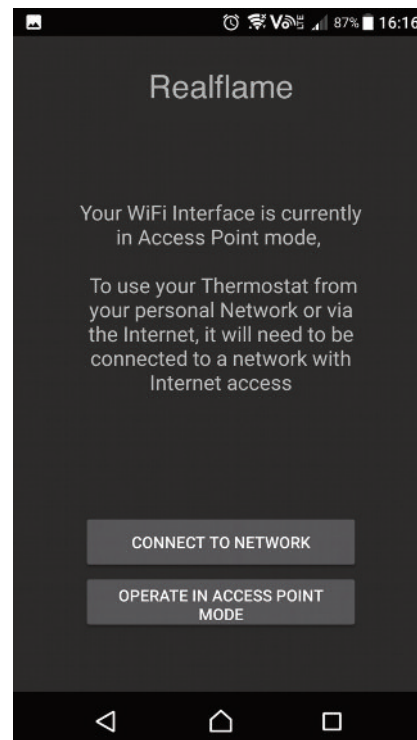 87% 16:16
Realflame
Your WiFi Interface is currently
in Access Point mode,
To use your Thermostat from
your personal Network or via
the Internet, it will need to be
connected to a network with
Internet access
CONNECT TO NETWORK
OPERATE IN ACCESS POINT
MODE